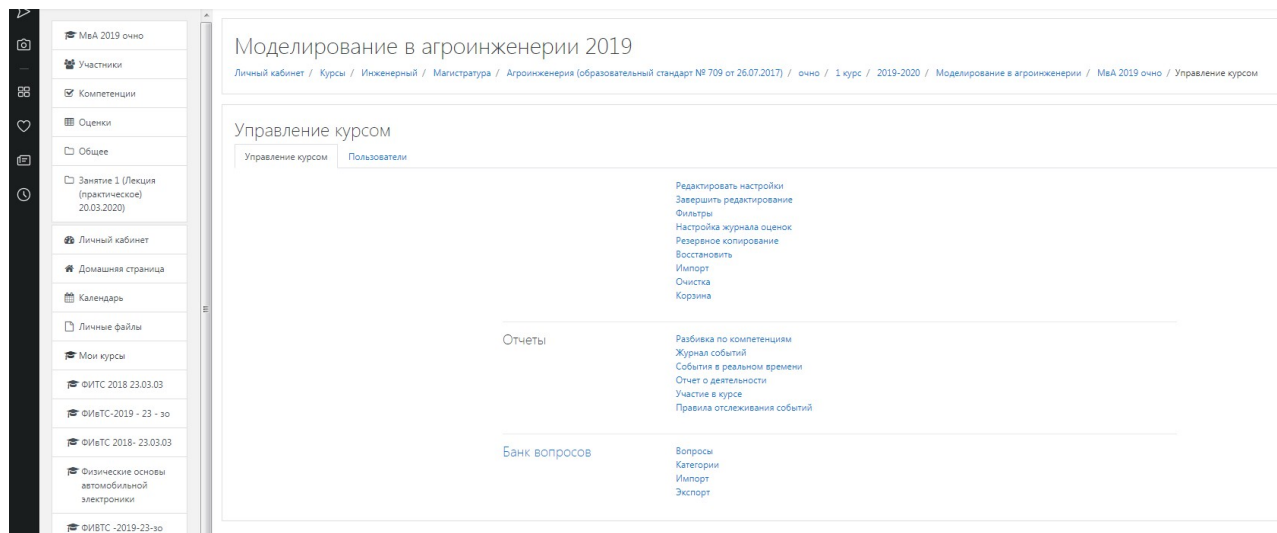 МвА 2019 очно
Участники
Компетенции
Оценки
Общее
Занятие 1 (Лекция
(практическое)
20.03.2020)
Личный кабинет
Домашняя страница
Календарь
Личные файлы
Мои курсы
ФИТС 2018 23.03.03
ФИвТС-2019 - 23 - зо
ФИвТС 2018- 23.03.03
Физические основы
автомобильной
электроники
ФИВТС -2019-23-зо
Моделирование в агроинженерии 2019
Личный кабинет / Курсы / Инженерный / Магистратура / Агроинженерия (образовательный стандарт № 709 от 26.07.2017) / очно / 1 курс / 2019-2020 / Моделирование в агроинженерии / МвА 2019 очно / Управление курсом
Управление курсом
Управление курсом Пользователи
Редактировать настройки
Завершить редактирование
Фильтры
Настройка журнала оценок
Резервное копирование
Восстановить
Импорт
Очистка
Корзина
Отчеты
Разбивка по компетенциям
Журнал событий
События в реальном времени
Отчет о деятельности
Участие в курсе
Правила отслеживания событий
Банк вопросов
Вопросы
Категории
Импорт
Экспорт